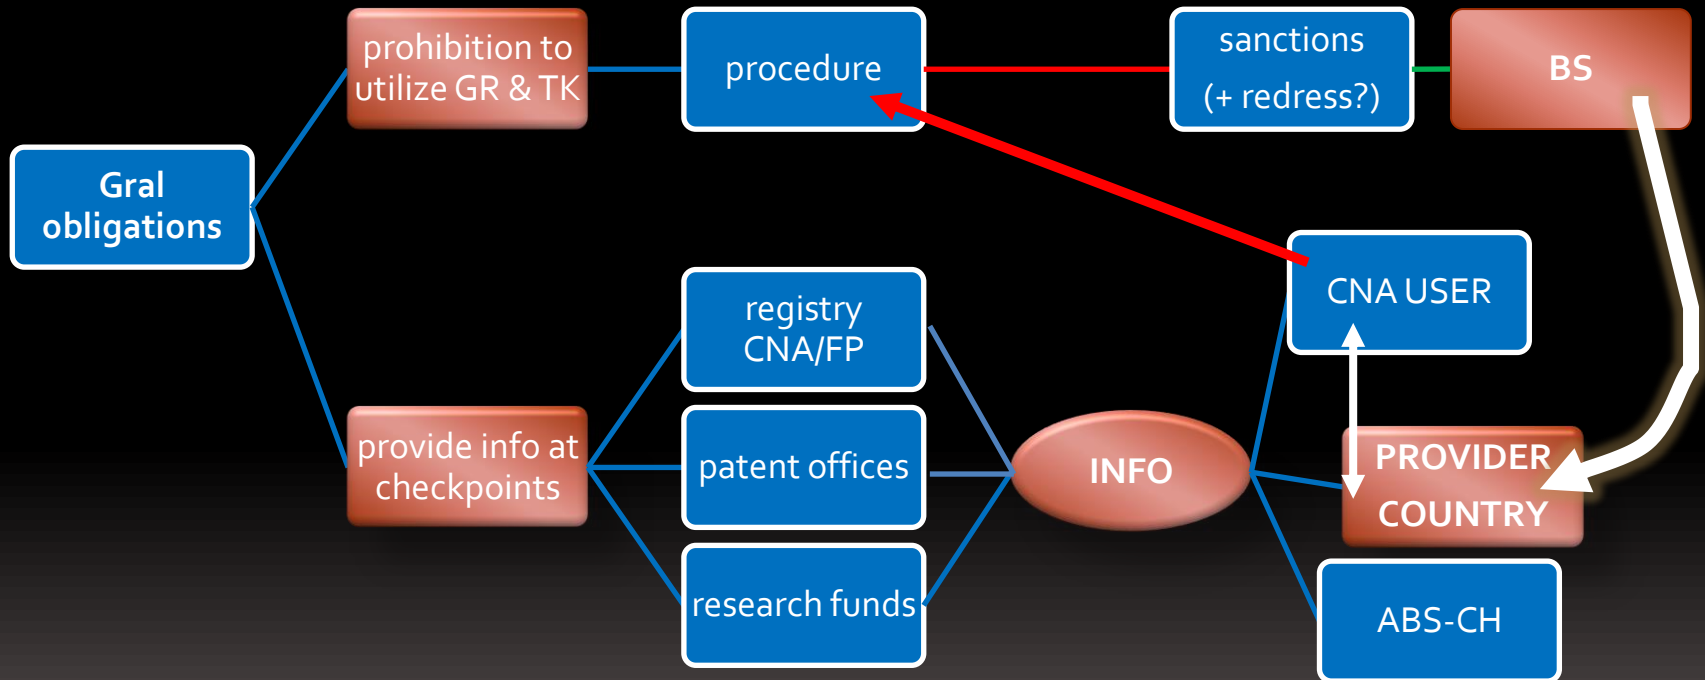 prohibition to
utilize GR & TK
procedure
sanctions
(+ redress?)
BS
Gral
obligations
CNA USER
registry
CNA/FP
provide info at
checkpoints
patent offices
INFO
PROVIDER
COUNTRY
research funds
ABS-CH